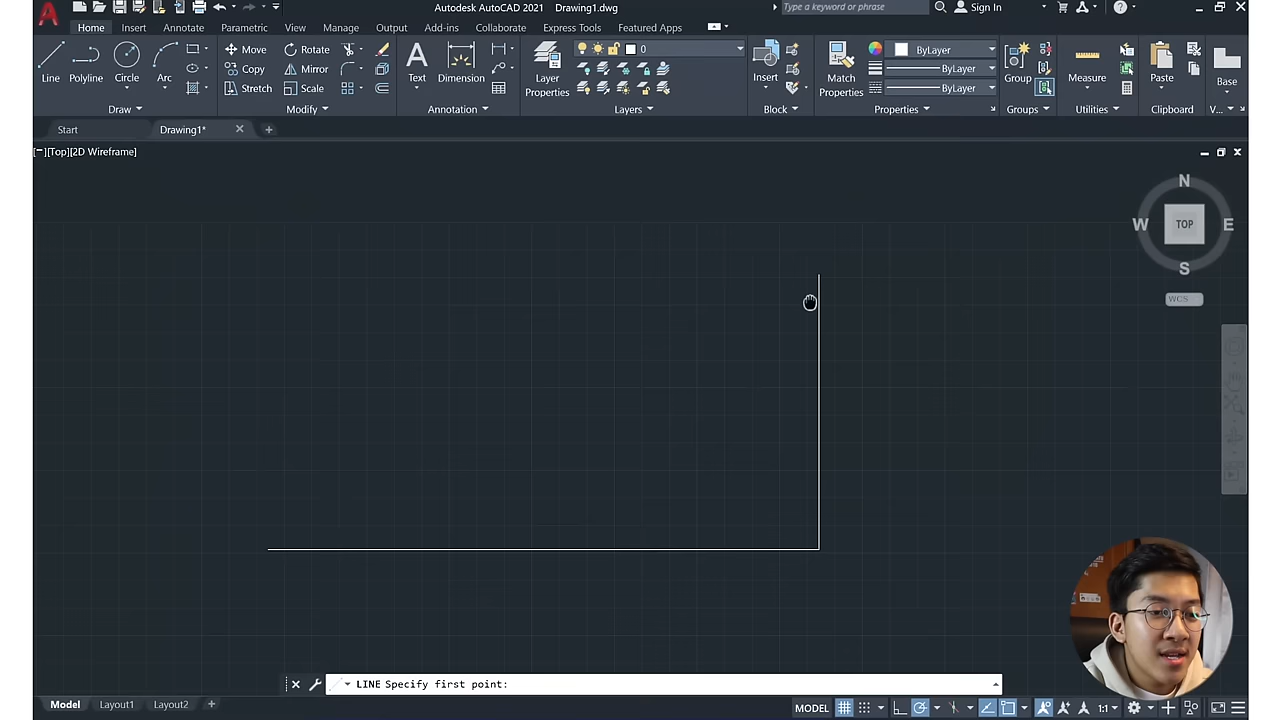 Autodesk AutoCAD 2021 Drawing1.dwg
Type a keyword or phrase
Sign In
Home Insert Annotate Parametric View Manage Output Add-ins Collaborate Express Tools Featured Apps
Line Polyline Circle Arc
Move Rotate
Copy Mirror
Stretch Scale
Text Dimension
Layer Properties
0
Insert
Match Properties
ByLayer
ByLayer
ByLayer
Group
Measure
Paste
Base
Draw Modify Annotation Layers Block Properties Groups Utilities Clipboard V...
Start Drawing1*
[−][Top][2D Wireframe]
N
W TOP E
S
WCS
LINE Specify first point:
Model Layout1 Layout2
MODEL 1:1